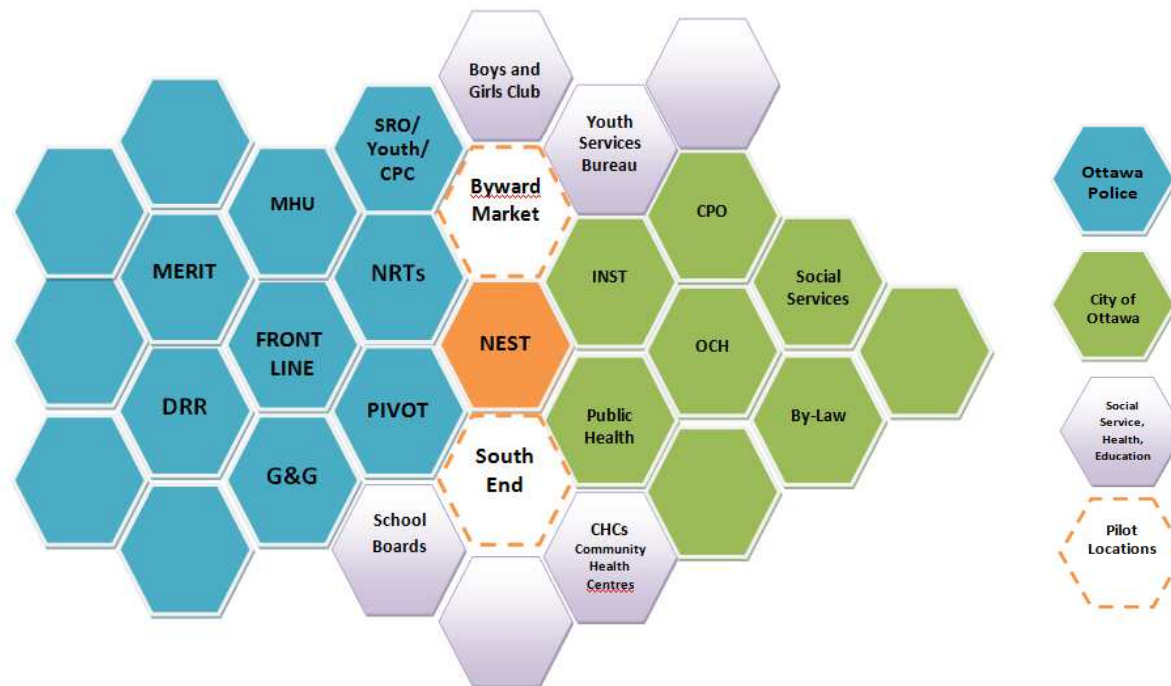 Boys and
Girls Club
SRO/
Youth/
CPC
Youth
Services
Bureau
Byward
Market
MHU
CPO
MERIT
NRTs
INST
Social
Services
FRONT
LINE
NEST
OCH
DRR
PIVOT
Public
Health
By-Law
G&G
South
End
School
Boards
CHCs
Community
Health
Centres
Ottawa
Police
City of
Ottawa
Social
Service,
Health,
Education
Pilot
Locations